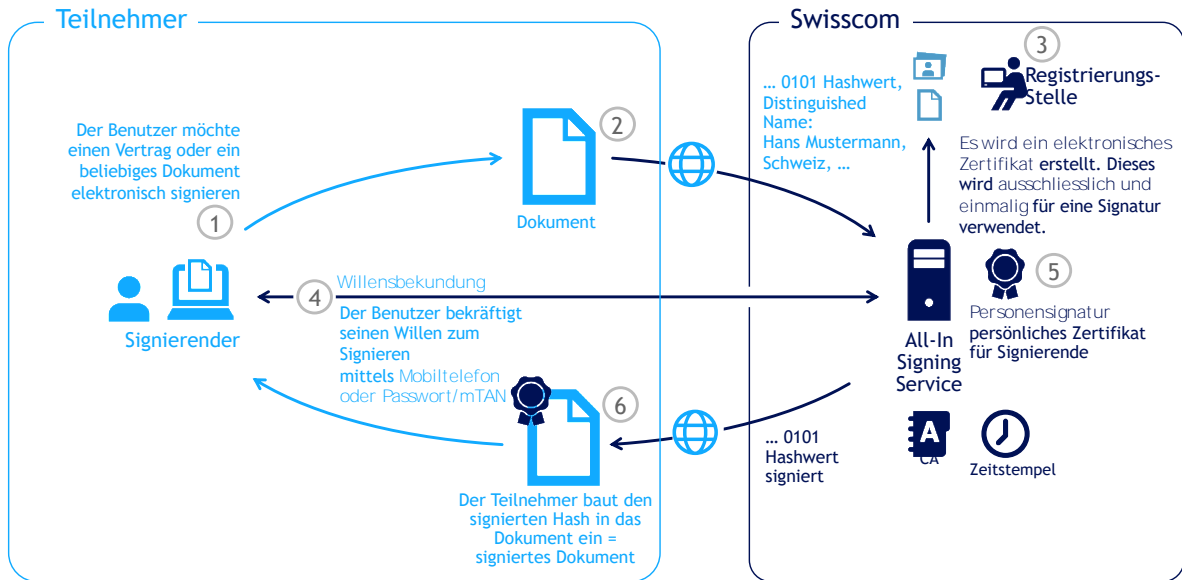 Teilnehmer
Der Benutzer möchte
einen Vertrag oder ein
beliebiges Dokument
elektronisch signieren
1
Signierender
2
Dokument
4
Willensbekundung
Der Benutzer bekräftigt
seinen Willen zum
Signieren
mittels Mobiltelefon
oder Passwort/mTAN
6
Der Teilnehmer baut den
signierten Hash in das
Dokument ein =
signiertes Dokument
Swisscom
... 0101 Hashwert,
Distinguished
Name:
Hans Mustermann,
Schweiz, ...
3
Registrierungs-
Stelle
Es wird ein elektronisches
Zertifikat erstellt. Dieses
wird ausschliesslich und
einmalig für eine Signatur
verwendet.
5
Personensignatur
persönliches Zertifikat
für Signierende
All-In
Signing
Service
... 0101
Hashwert
signiert
A
CA
Zeitstempel